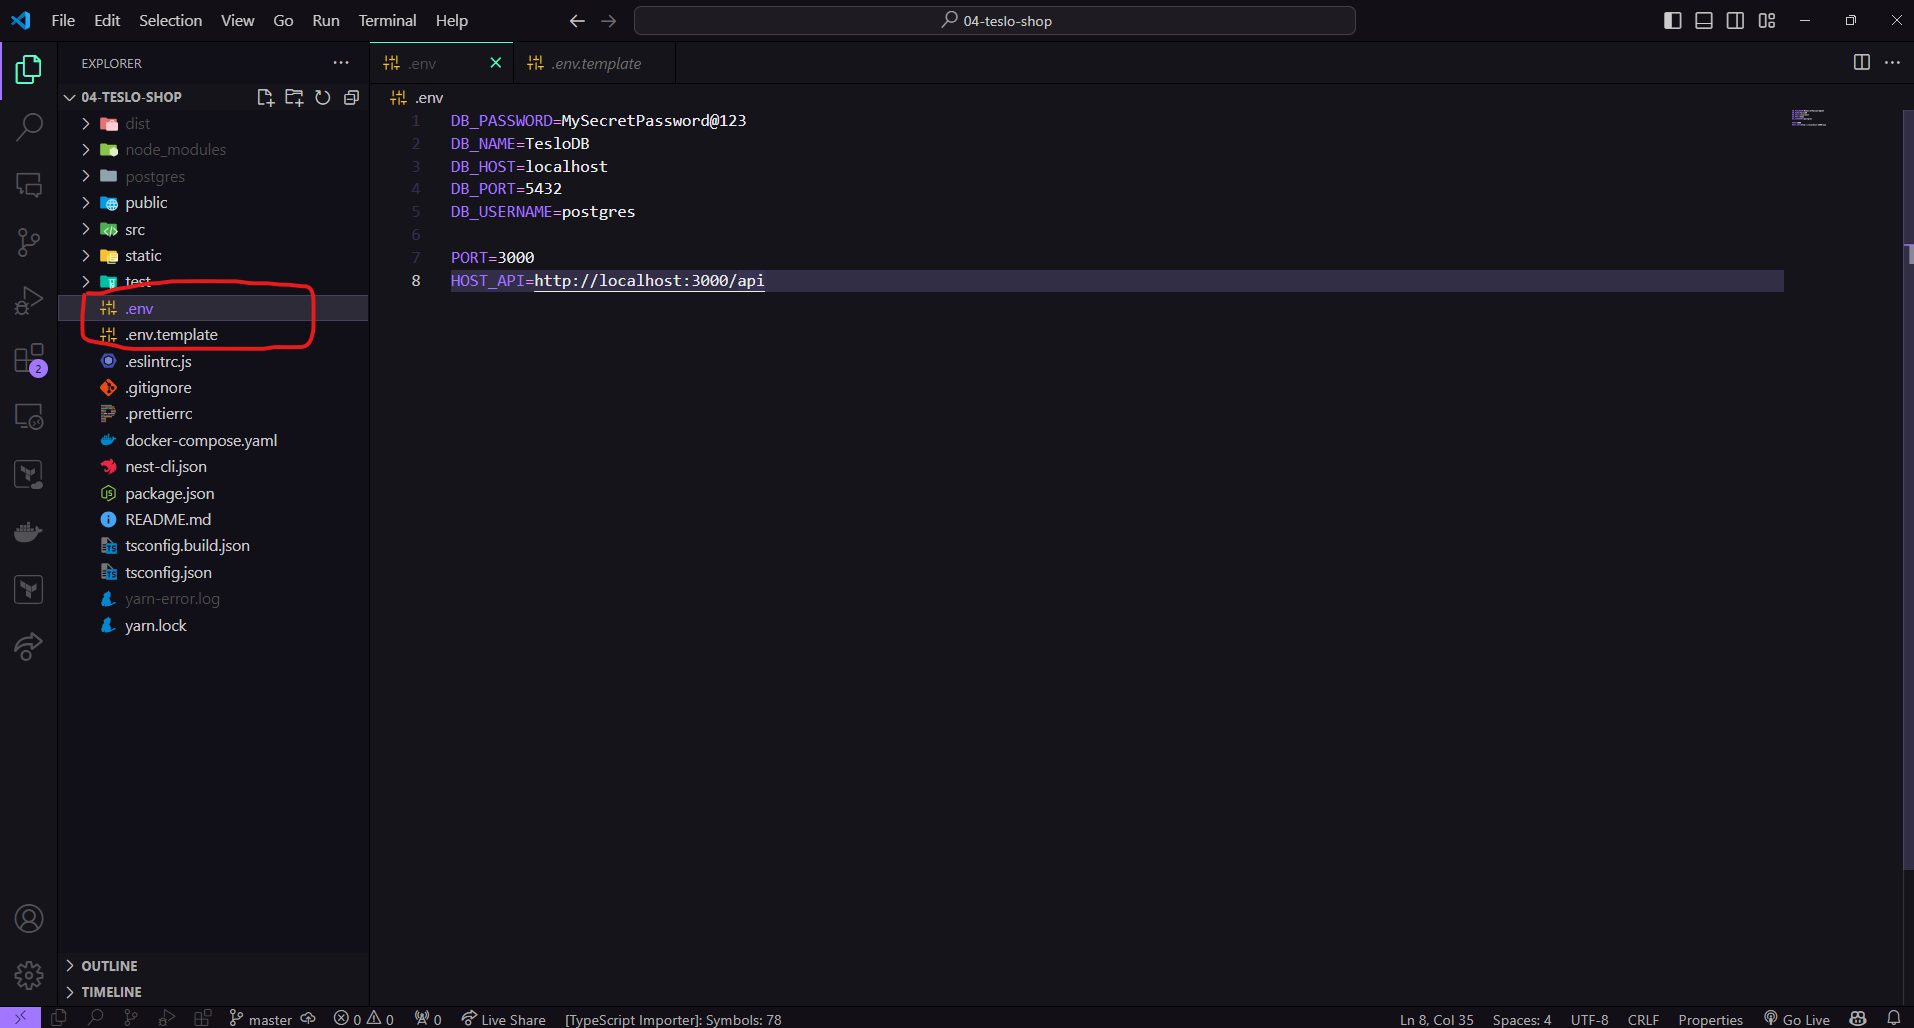 File Edit Selection View Go Run Terminal Help
04-teslo-shop
EXPLORER
04-TESLO-SHOP
dist
node_modules
postgres
public
src
static
test
.env
.env.template
.eslintrc.js
.gitignore
.prettierrc
docker-compose.yaml
nest-cli.json
package.json
README.md
tsconfig.build.json
tsconfig.json
yarn-error.log
yarn.lock
OUTLINE
TIMELINE
2
.env
.env.template
.env
1 DB_PASSWORD=MySecretPassword@123
2 DB_NAME=TesloDB
3 DB_HOST=localhost
4 DB_PORT=5432
5 DB_USERNAME=postgres
6
7 PORT=3000
8 HOST_API=http://localhost:3000/api
master 0 0 0 Live Share [TypeScript Importer]: Symbols: 78 Ln 8, Col 35 Spaces: 4 UTF-8 CRLF Properties Go Live